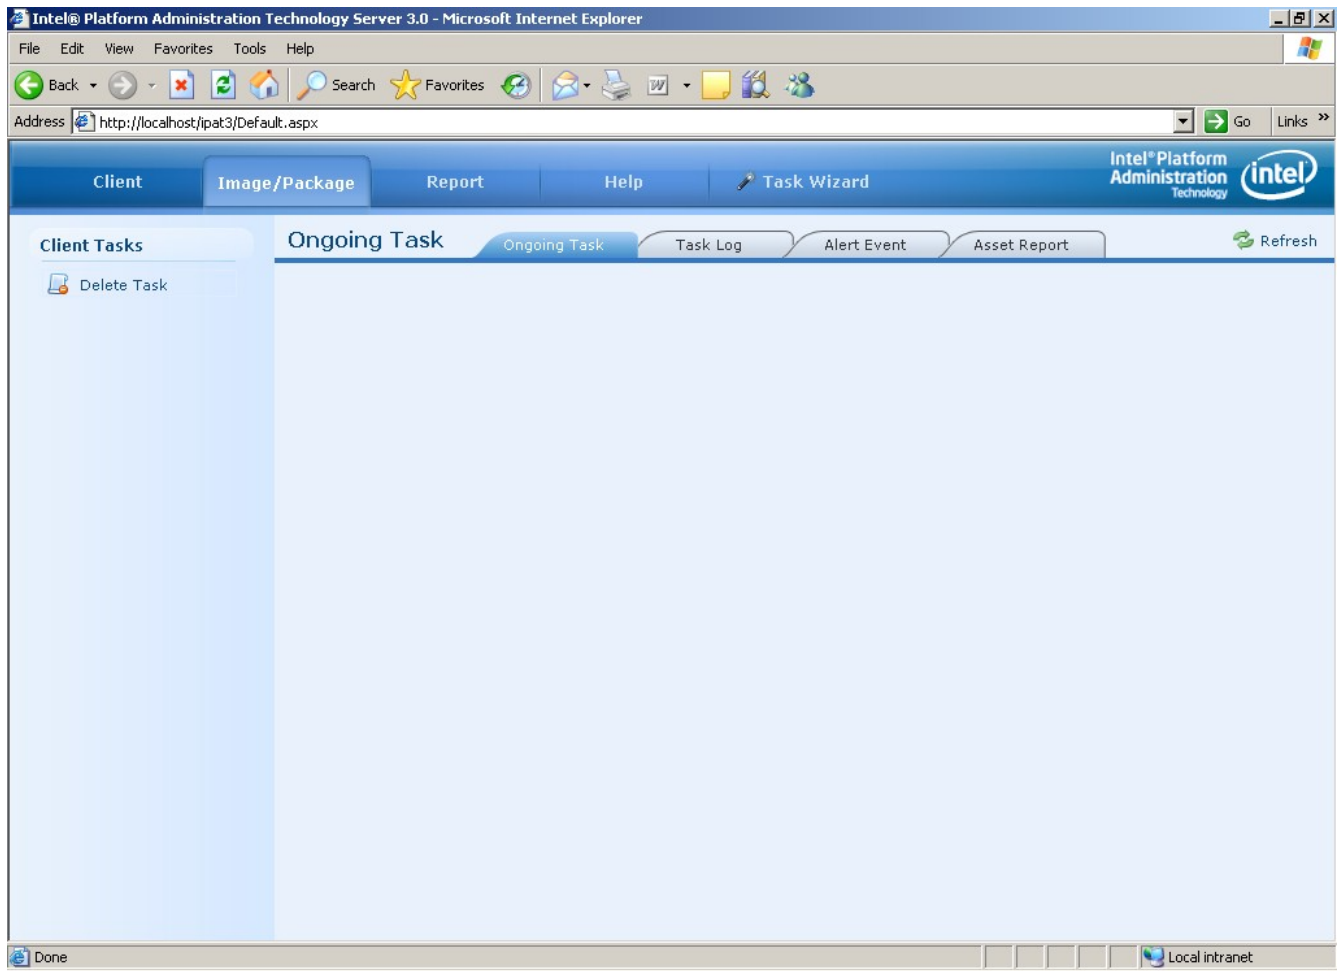 Intel® Platform Administration Technology Server 3.0 - Microsoft Internet Explorer
File Edit View Favorites Tools Help
Back Search Favorites
Address http://localhost/ipat3/Default.aspx Go Links »
Client Image/Package Report Help Task Wizard
Intel® Platform
Administration
Technology
intel
Client Tasks
Delete Task
Ongoing Task Ongoing Task Task Log Alert Event Asset Report Refresh
Done Local intranet